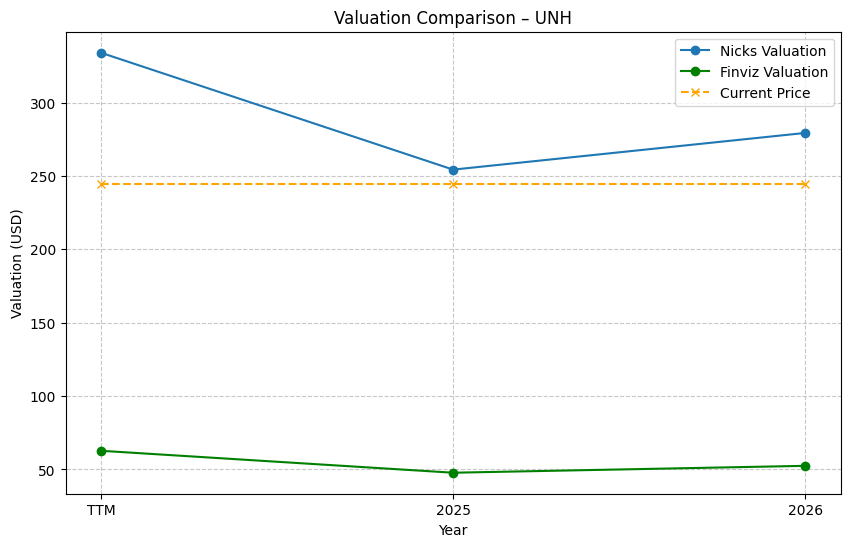 Valuation Comparison – UNH
Nicks Valuation
Finviz Valuation
Current Price
Valuation (USD)
300
250
200
150
100
50
TTM
2025
2026
Year